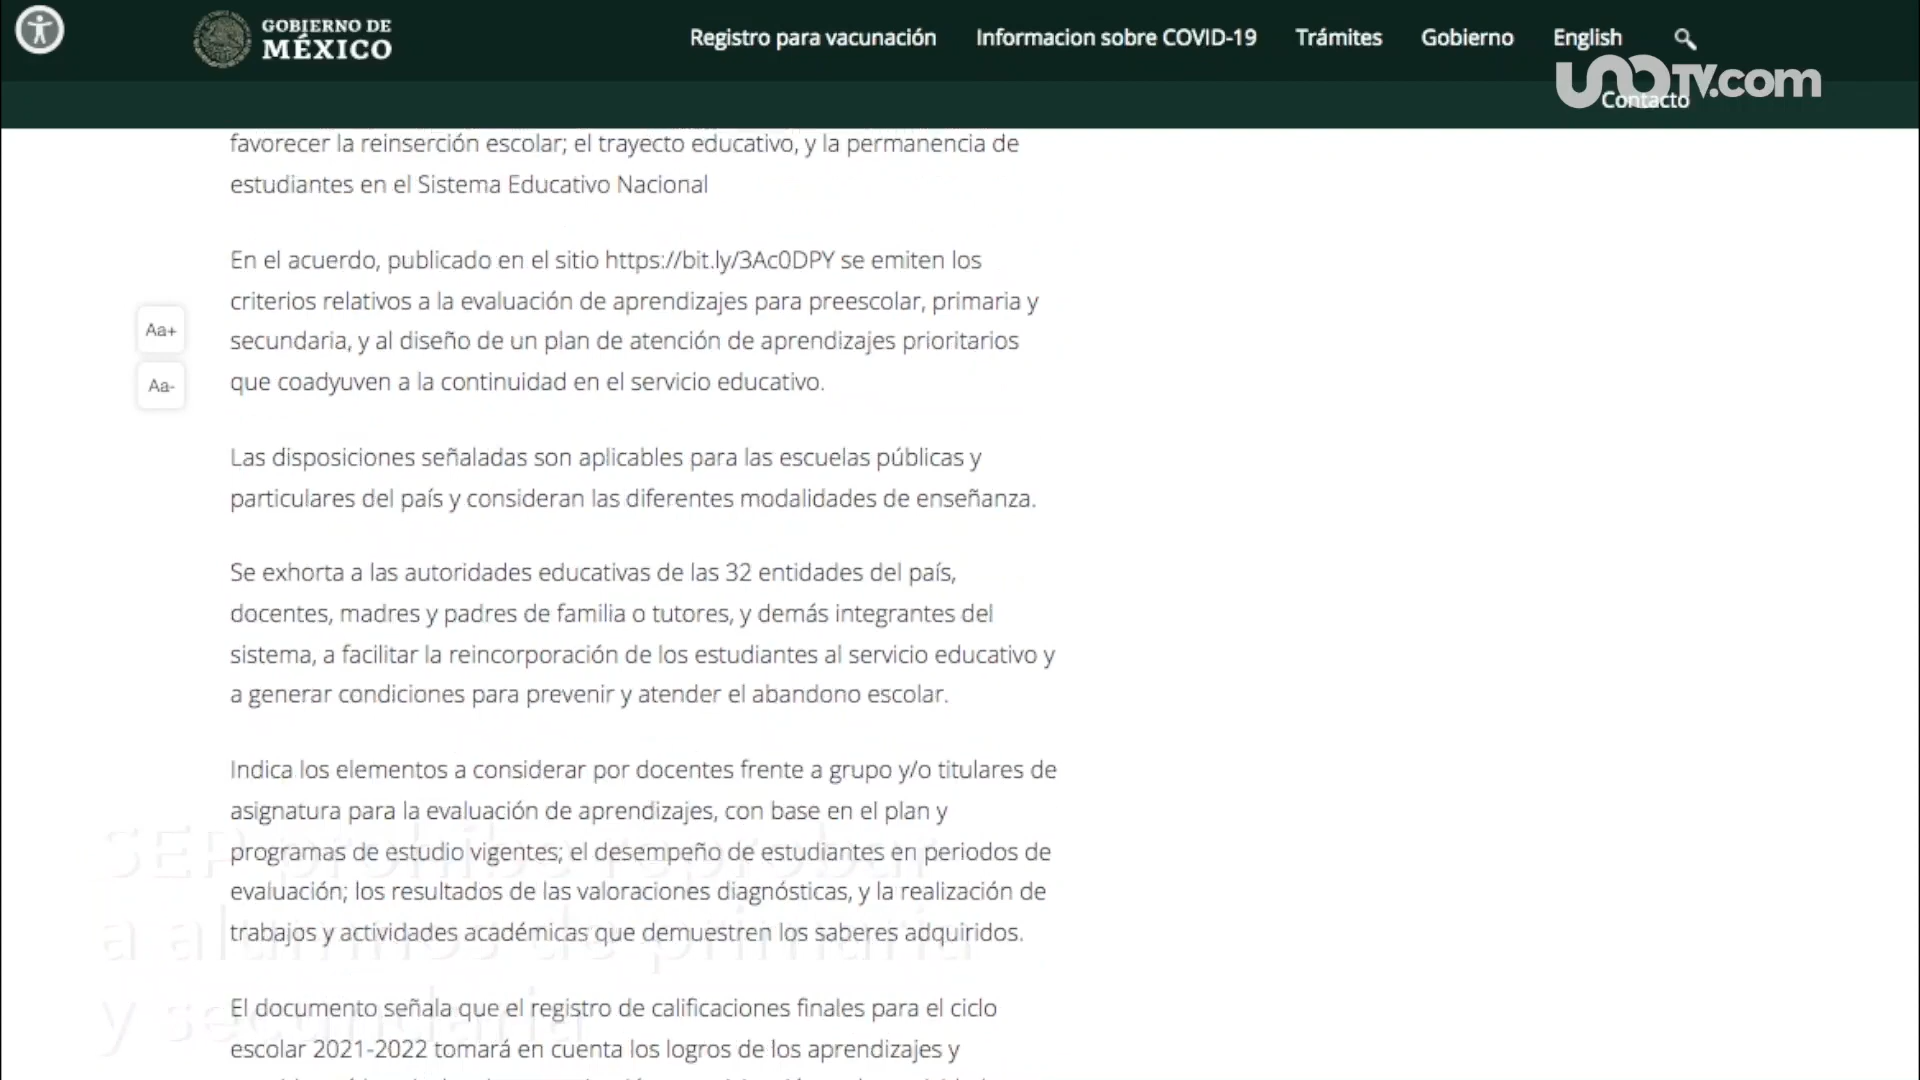 GOBIERNO DE
MÉXICO
Registro para vacunación
Informacion sobre COVID-19
Trámites
Gobierno
English
UNOTV.com
Contacto
favorecer la reinserción escolar; el trayecto educativo, y la permanencia de
estudiantes en el Sistema Educativo Nacional
En el acuerdo, publicado en el sitio https://bit.ly/3Ac0DPY se emiten los
criterios relativos a la evaluación de aprendizajes para preescolar, primaria y
secundaria, y al diseño de un plan de atención de aprendizajes prioritarios
que coadyuven a la continuidad en el servicio educativo.
Aa+
Aa-
Las disposiciones señaladas son aplicables para las escuelas públicas y
particulares del país y consideran las diferentes modalidades de enseñanza.
Se exhorta a las autoridades educativas de las 32 entidades del país,
docentes, madres y padres de familia o tutores, y demás integrantes del
sistema, a facilitar la reincorporación de los estudiantes al servicio educativo y
a generar condiciones para prevenir y atender el abandono escolar.
Indica los elementos a considerar por docentes frente a grupo y/o titulares de
asignatura para la evaluación de aprendizajes, con base en el plan y
programas de estudio vigentes; el desempeño de estudiantes en periodos de
evaluación; los resultados de las valoraciones diagnósticas, y la realización de
trabajos y actividades académicas que demuestren los saberes adquiridos.
El documento señala que el registro de calificaciones finales para el ciclo
escolar 2021-2022 tomará en cuenta los logros de los aprendizajes y
SEP prohíbe reprobar
a alumnos de primaria
y secundaria